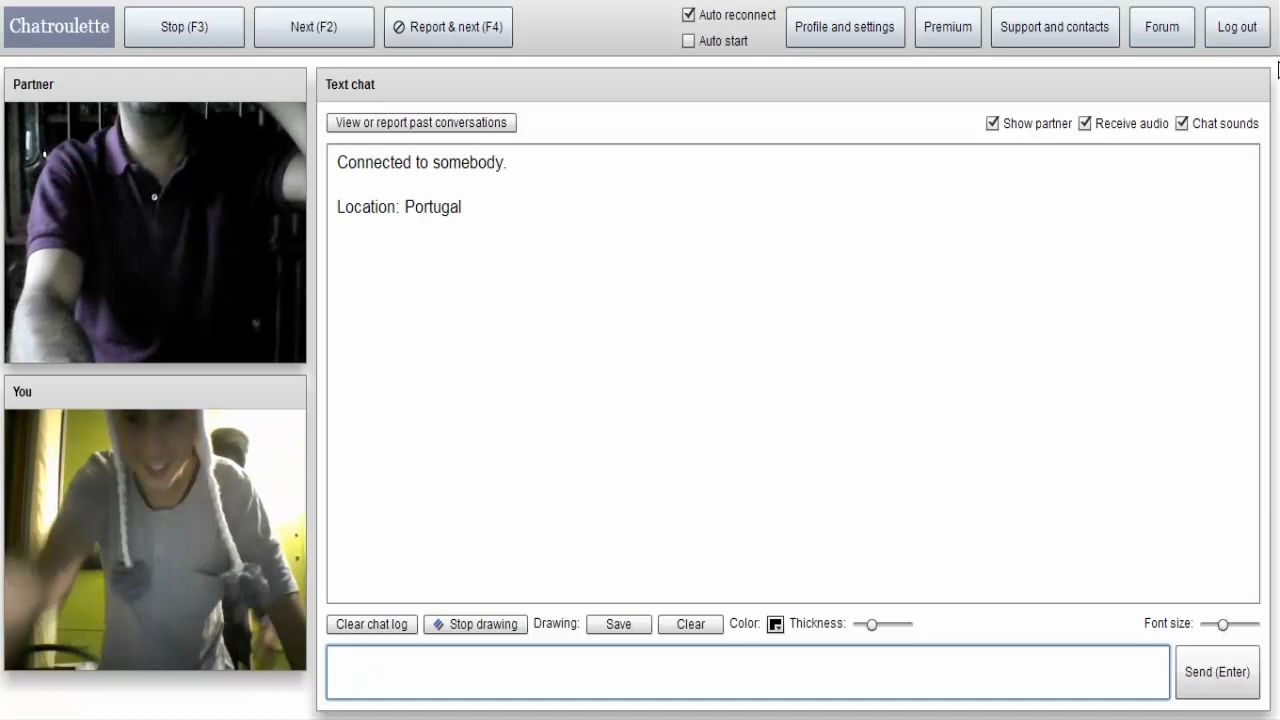 Chatroulette
Stop (F3)
Next (F2)
Report & next (F4)
Auto reconnect
Auto start
Profile and settings
Premium
Support and contacts
Forum
Log out
Partner
Text chat
View or report past conversations
Show partner
Receive audio
Chat sounds
Connected to somebody.
Location: Portugal
You
Clear chat log
Stop drawing
Drawing:
Save
Clear
Color:
Thickness:
Font size:
Send (Enter)